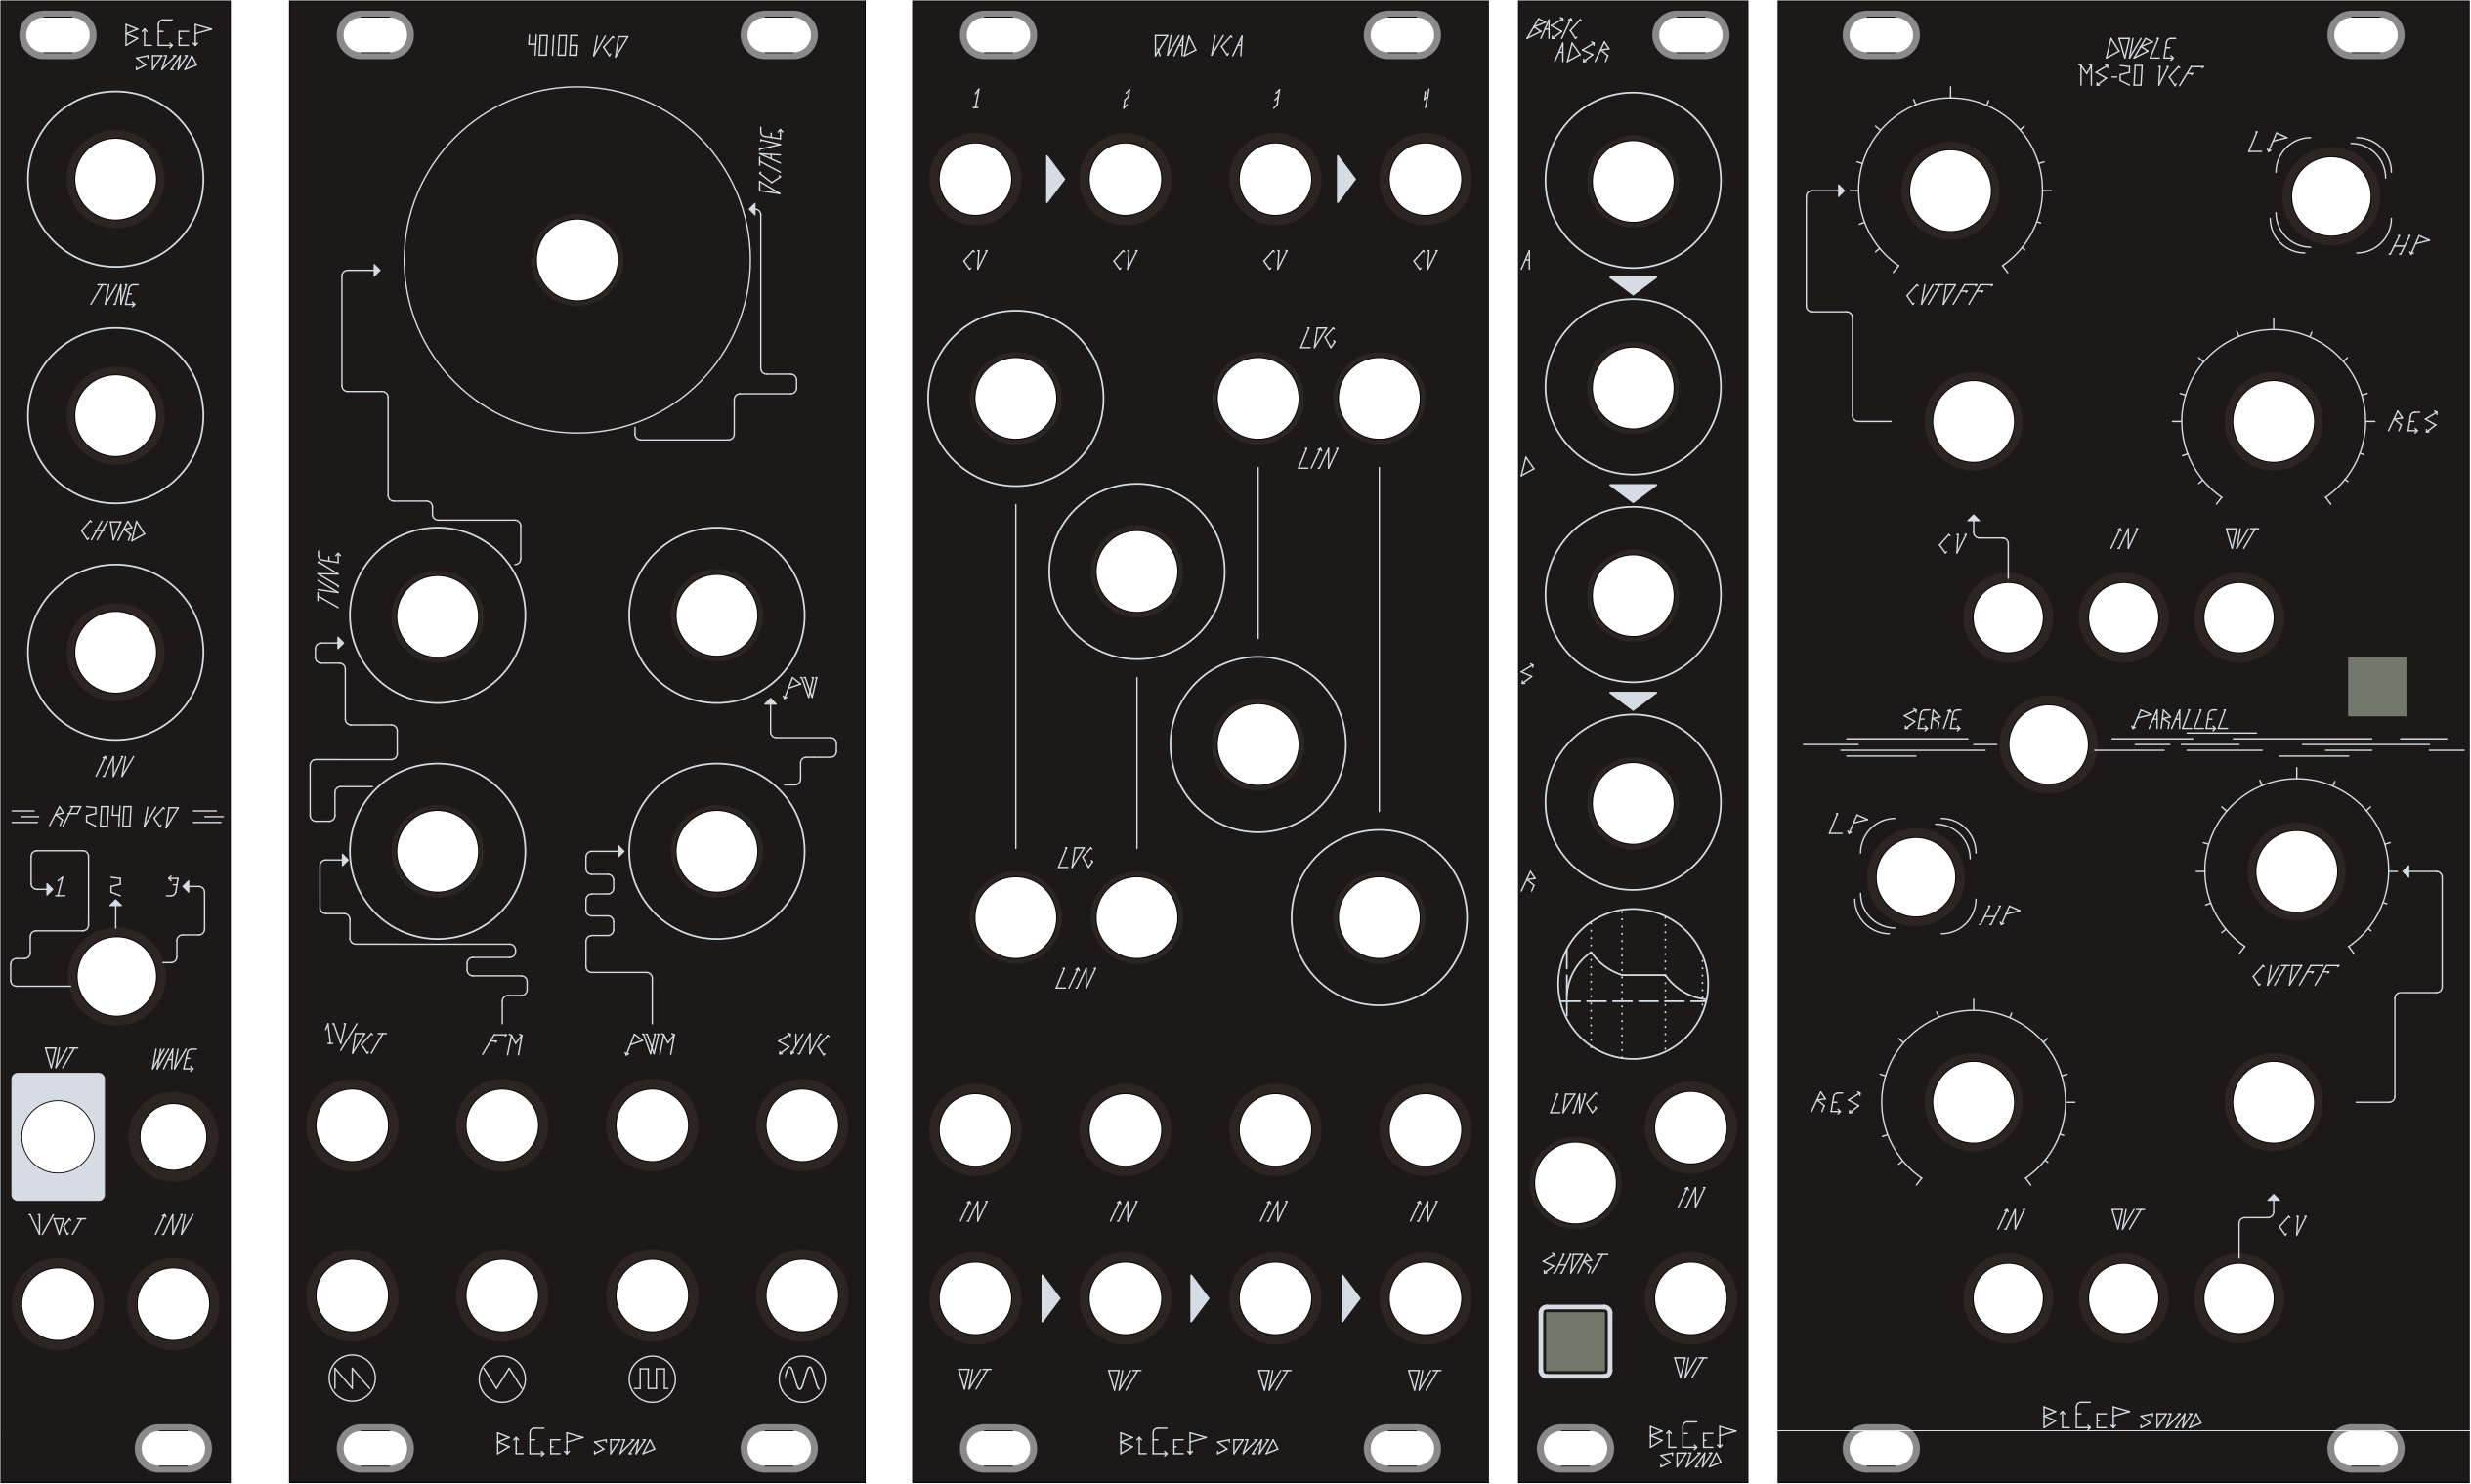 BLEEP
SOUND
TUNE
CHORD
INV
RP2040 VCO
1 2 3
OUT WAVE
V/OCT INV
40106 VCO
OCTAVE
TUNE
PW
1V/OCT FM PWM SYNC
BLEEP SOUND
QUAD VCA
1 2 3 4
CV CV CV CV
LOG
LIN
LOG
LIN
IN IN IN IN
OUT OUT OUT OUT
BLEEP SOUND
BASIC
ADSR
A
D
S
R
LONG
IN
SHORT
OUT
BLEEP
SOUND
DOUBLE
MS-20 VCF
LP
HP
CUTOFF
RES
CV IN OUT
SERIE PARALLEL
LP
HP
CUTOFF
RES
IN OUT CV
BLEEP SOUND